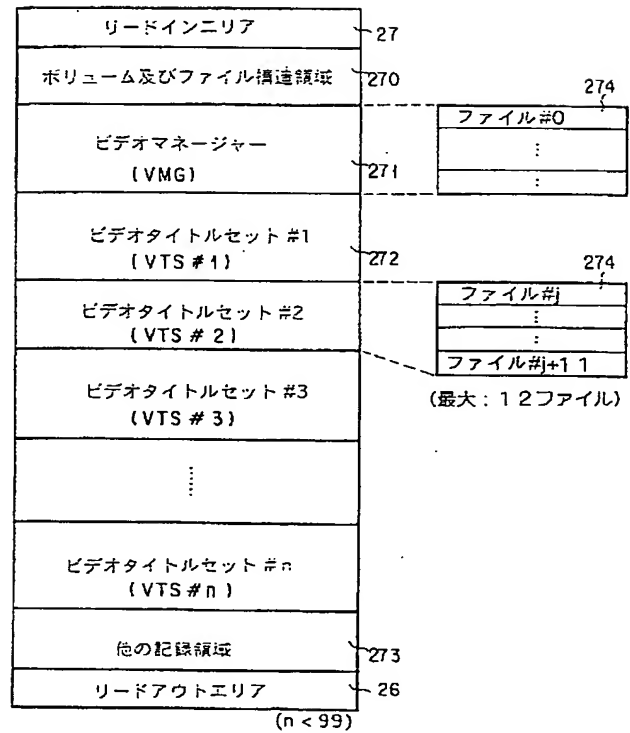 リードインエリア
27
ボリューム及びファイル構造領域
270
274
ファイル#0
⋮
⋮
ビデオマネージャー
(VMG)
271
ビデオタイトルセット #1
(VTS #1)
272
274
ファイル#j
⋮
⋮
ファイル#j+11
(最大:12ファイル)
ビデオタイトルセット #2
(VTS # 2)
ビデオタイトルセット #3
(VTS # 3)
⋮
ビデオタイトルセット #n
(VTS #n)
他の記録領域
273
リードアウトエリア
26
(n < 99)